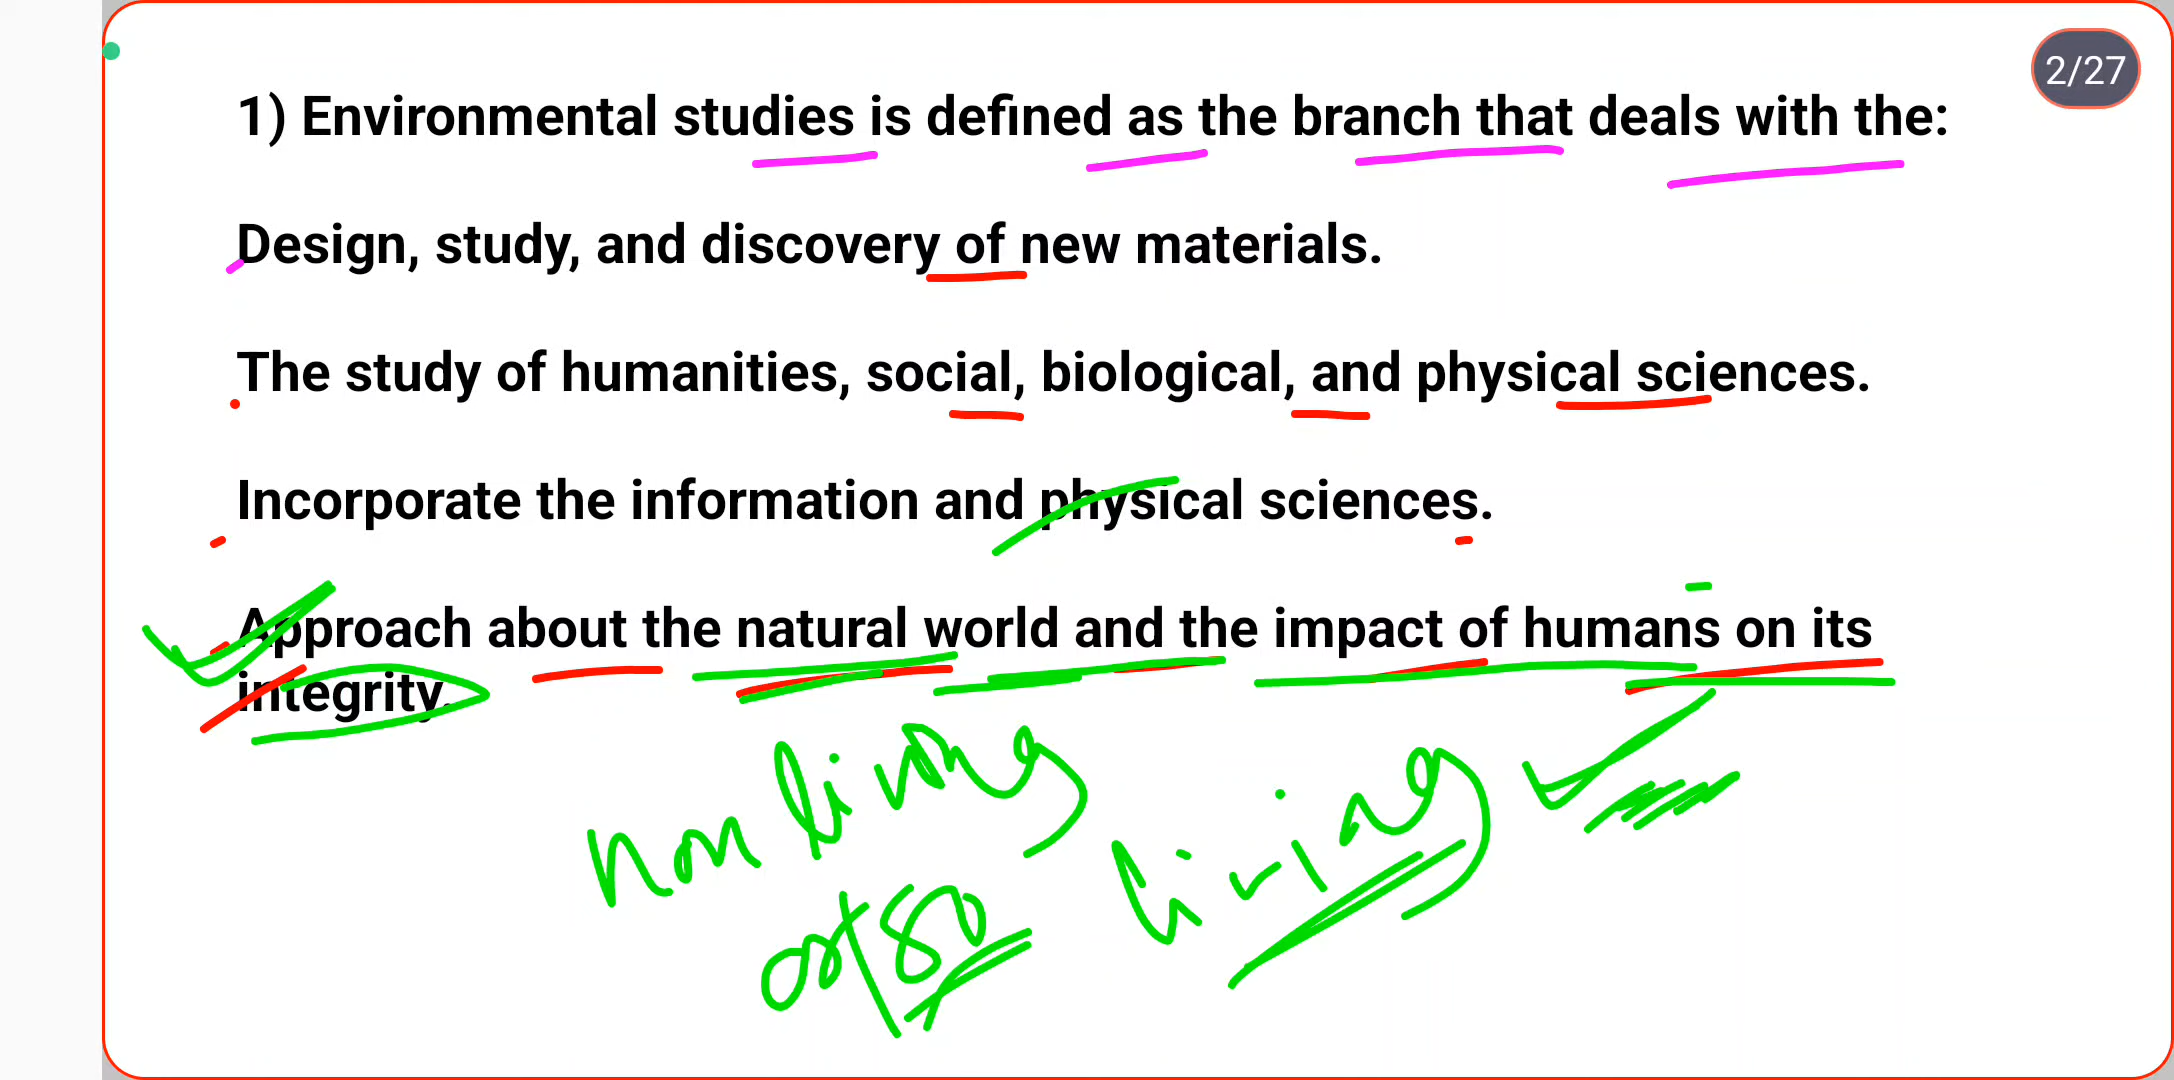 2/27
1) Environmental studies is defined as the branch that deals with the:
Design, study, and discovery of new materials.
The study of humanities, social, biological, and physical sciences.
Incorporate the information and physical sciences.
Approach about the natural world and the impact of humans on its
integrity.
non living
living